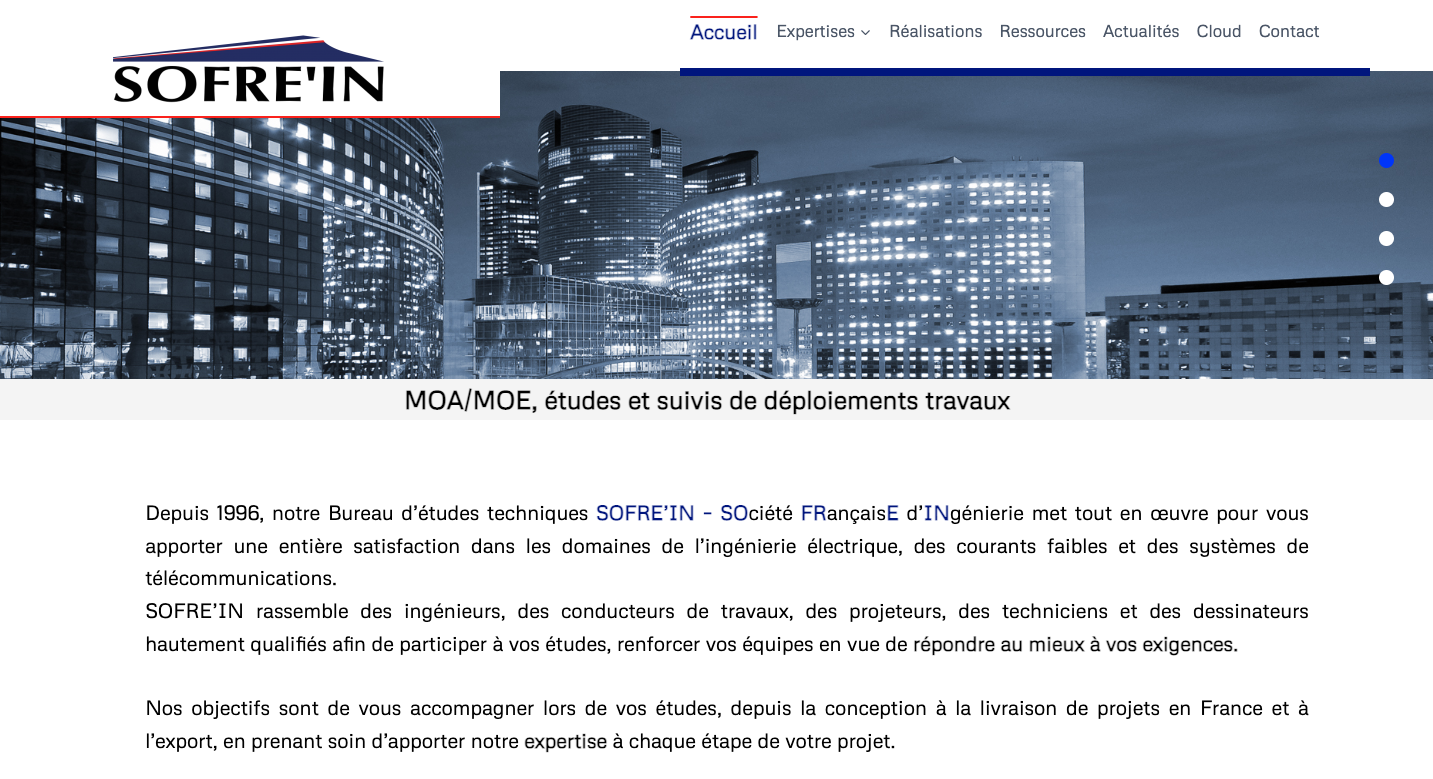 Accueil Expertises Réalisations Ressources Actualités Cloud Contact
SOFRE'IN
MOA/MOE, études et suivis de déploiements travaux
Depuis 1996, notre Bureau d’études techniques SOFRE’IN – SOciété FRançaisE d’INgénierie met tout en œuvre pour vous
apporter une entière satisfaction dans les domaines de l’ingénierie électrique, des courants faibles et des systèmes de
télécommunications.
SOFRE’IN rassemble des ingénieurs, des conducteurs de travaux, des projeteurs, des techniciens et des dessinateurs
hautement qualifiés afin de participer à vos études, renforcer vos équipes en vue de répondre au mieux à vos exigences.
Nos objectifs sont de vous accompagner lors de vos études, depuis la conception à la livraison de projets en France et à
l’export, en prenant soin d’apporter notre expertise à chaque étape de votre projet.